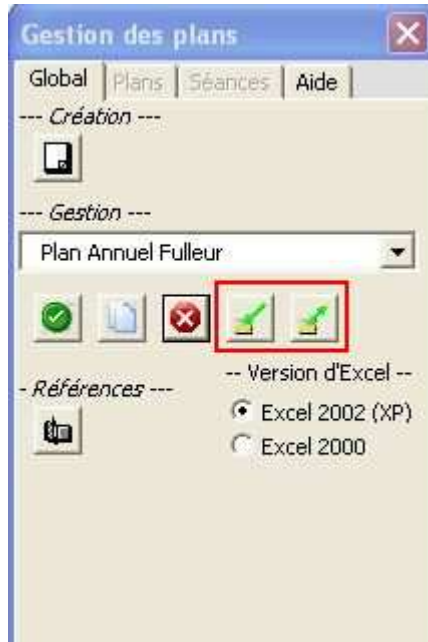 Gestion des plans
Global Plans Séances Aide
--- Création ---
--- Gestion ---
Plan Annuel Fulleur
- Références ---
-- Version d'Excel --
Excel 2002 (XP)
Excel 2000